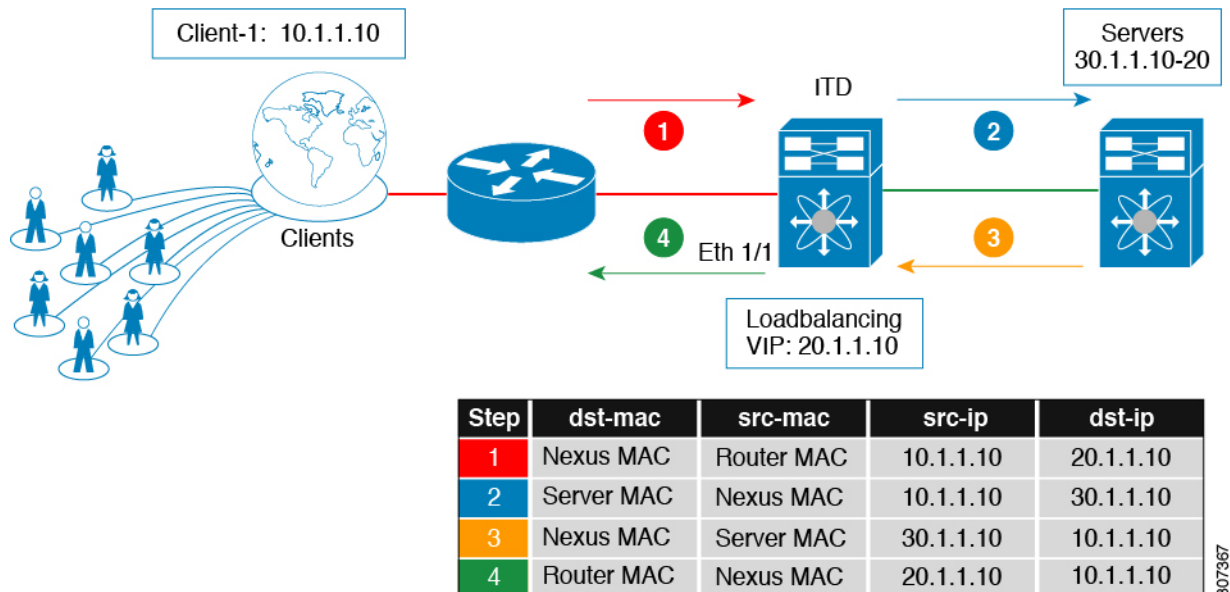 Client-1: 10.1.1.10
Servers
30.1.1.10-20
ITD
1
2
Clients
4
Eth 1/1
3
Loadbalancing
VIP: 20.1.1.10
Step dst-mac src-mac src-ip dst-ip
1 Nexus MAC Router MAC 10.1.1.10 20.1.1.10
2 Server MAC Nexus MAC 10.1.1.10 30.1.1.10
3 Nexus MAC Server MAC 30.1.1.10 10.1.1.10
4 Router MAC Nexus MAC 20.1.1.10 10.1.1.10